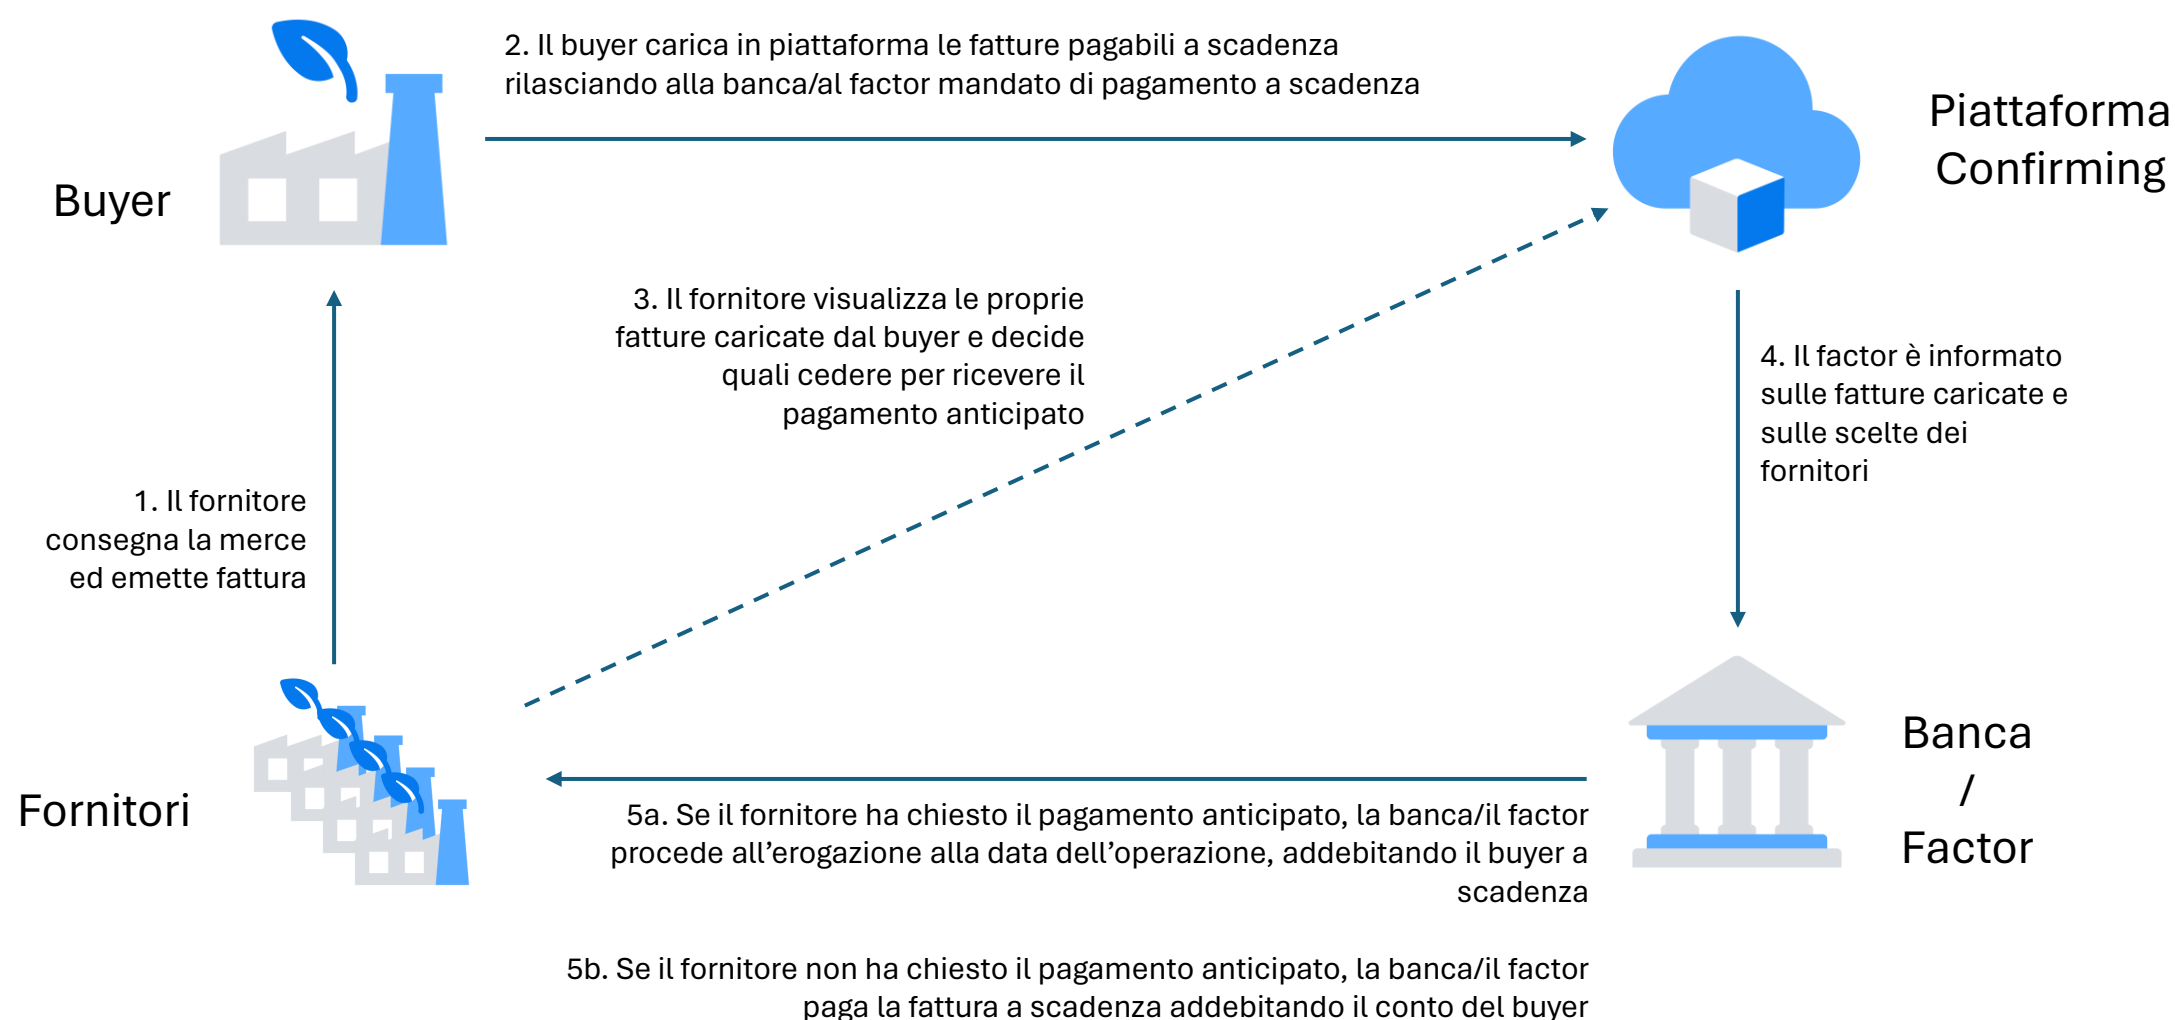 2. Il buyer carica in piattaforma le fatture pagabili a scadenza
rilasciando alla banca/al factor mandato di pagamento a scadenza
Piattaforma
Confirming
Buyer
3. Il fornitore visualizza le proprie
fatture caricate dal buyer e decide
quali cedere per ricevere il
pagamento anticipato
4. Il factor è informato
sulle fatture caricate e
sulle scelte dei
fornitori
1. Il fornitore
consegna la merce
ed emette fattura
Fornitori
Banca
/
Factor
5a. Se il fornitore ha chiesto il pagamento anticipato, la banca/il factor
procede all’erogazione alla data dell’operazione, addebitando il buyer a
scadenza
5b. Se il fornitore non ha chiesto il pagamento anticipato, la banca/il factor
paga la fattura a scadenza addebitando il conto del buyer